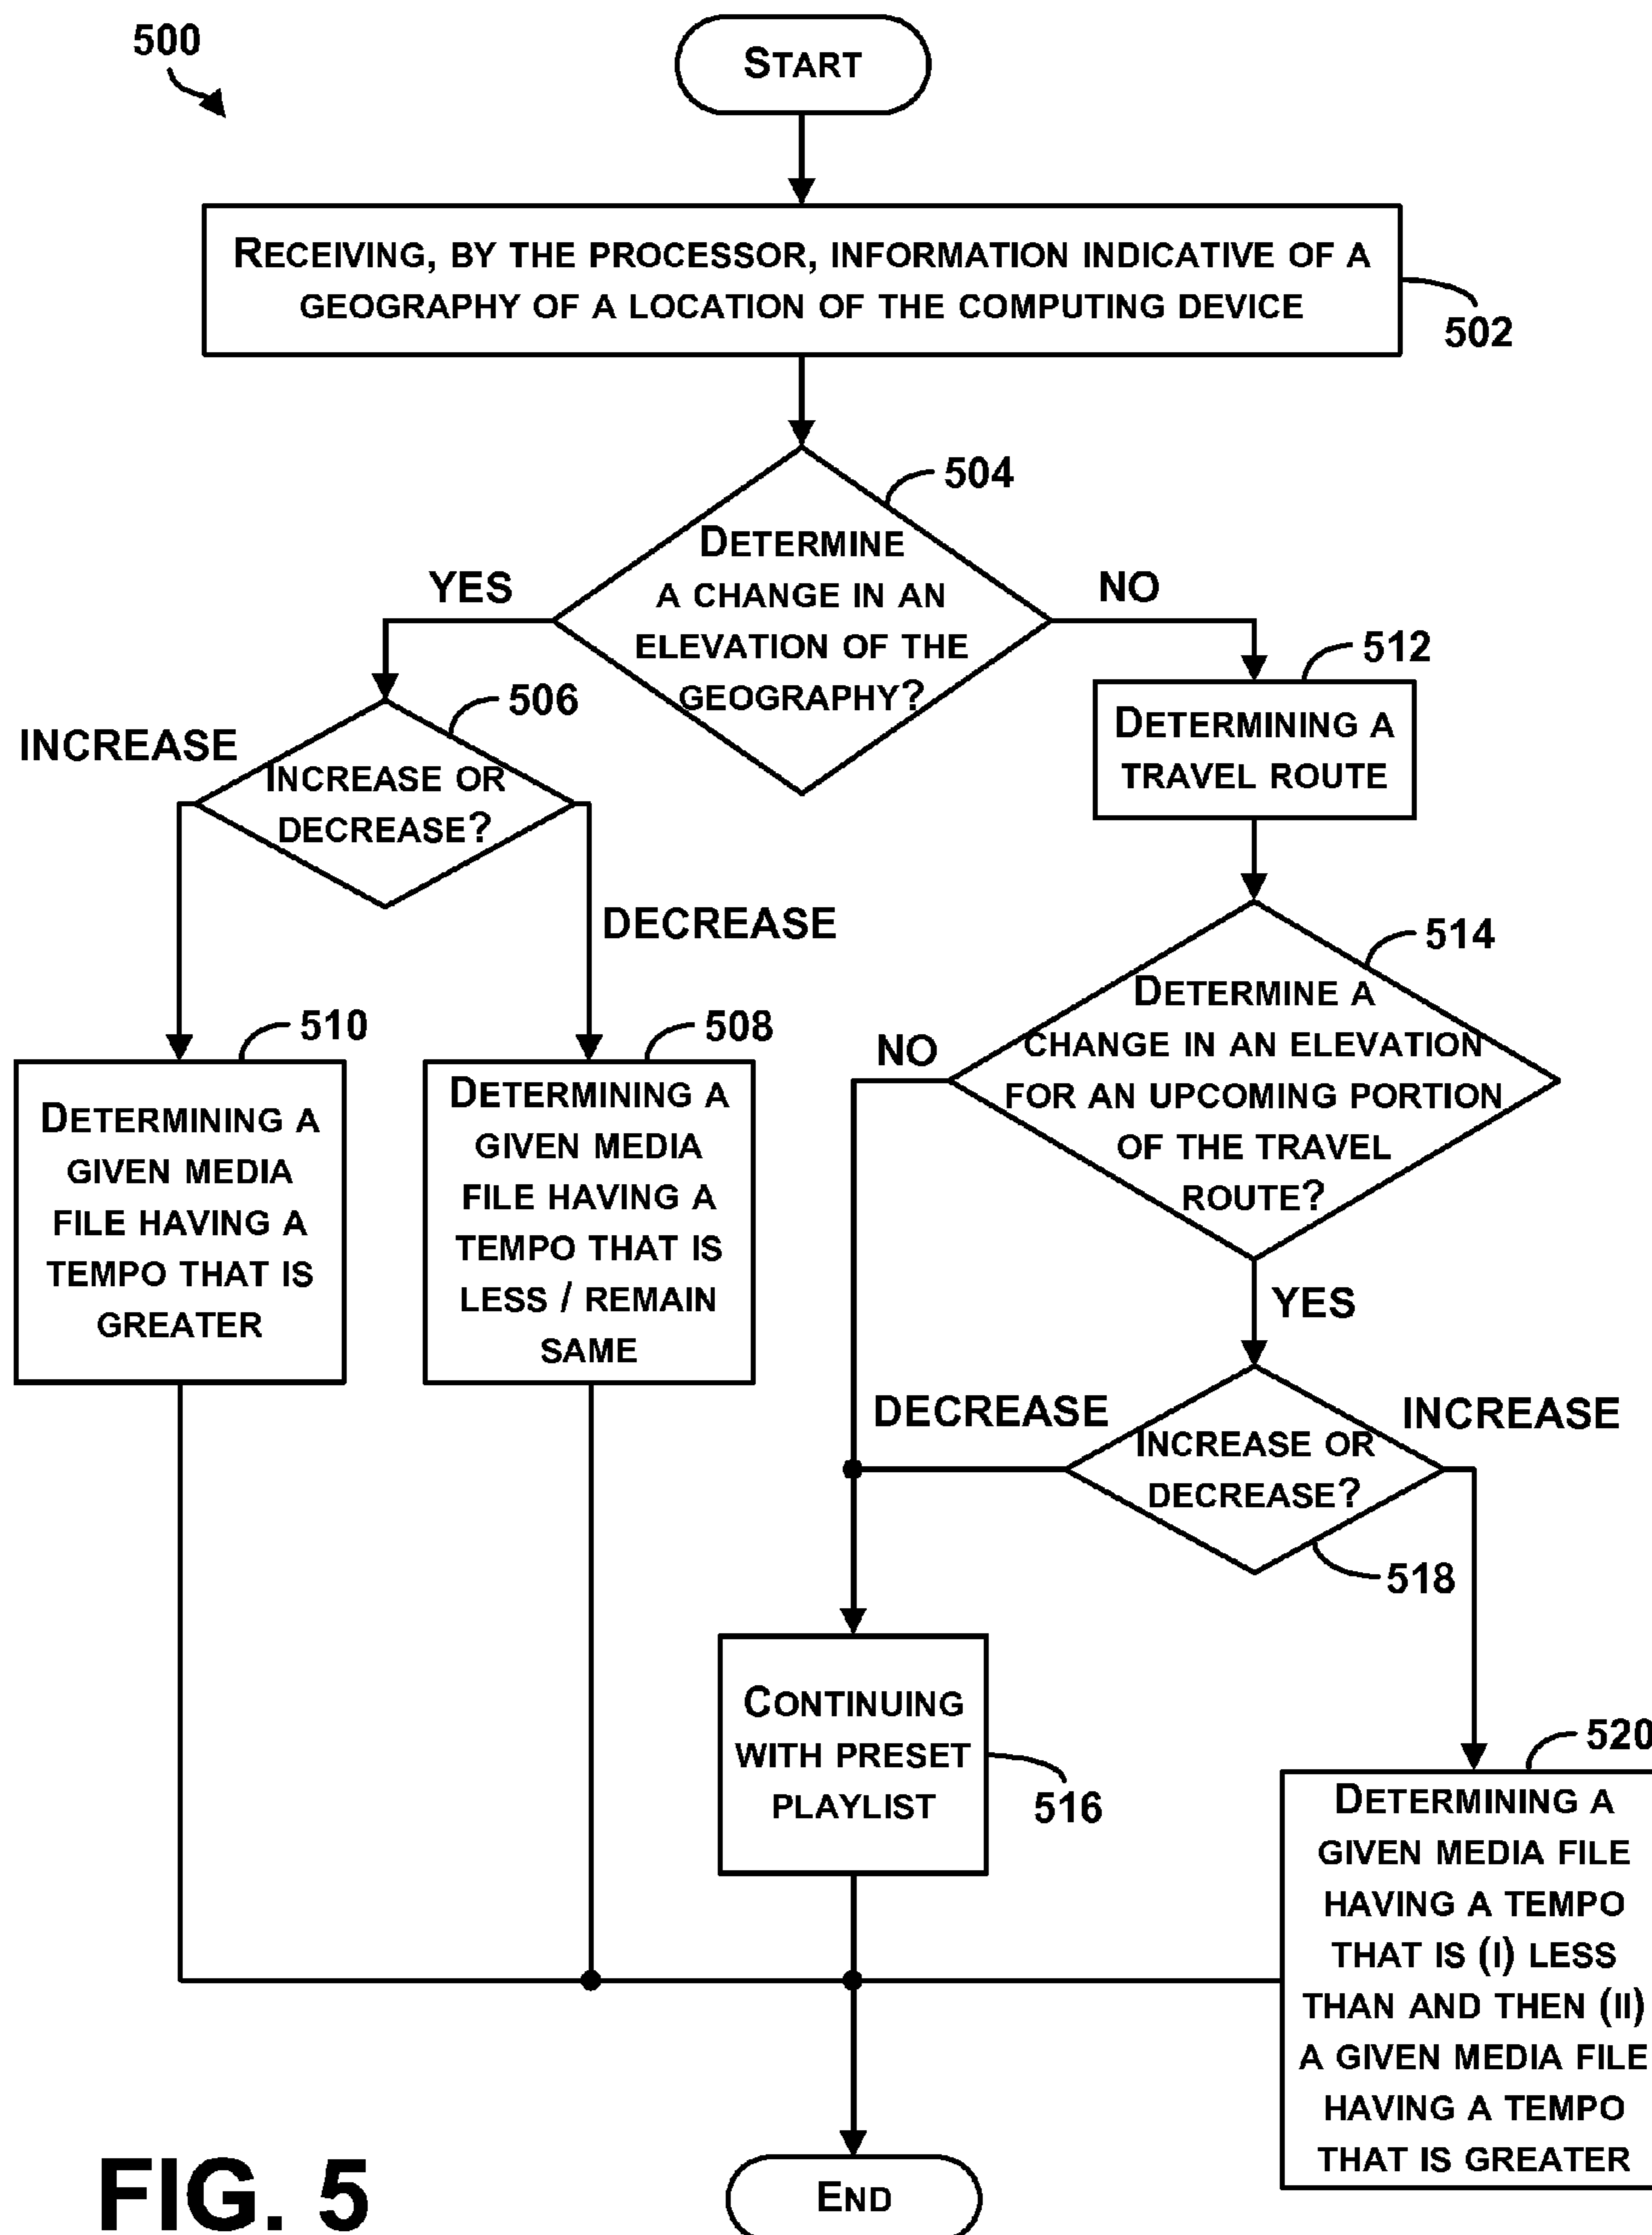 500
START
RECEIVING, BY THE PROCESSOR, INFORMATION INDICATIVE OF A
GEOGRAPHY OF A LOCATION OF THE COMPUTING DEVICE
502
504
DETERMINE
A CHANGE IN AN
ELEVATION OF THE
GEOGRAPHY?
YES
NO
506
INCREASE OR
DECREASE?
INCREASE
DECREASE
510
DETERMINING A
GIVEN MEDIA
FILE HAVING A
TEMPO THAT IS
GREATER
508
DETERMINING A
GIVEN MEDIA
FILE HAVING A
TEMPO THAT IS
LESS / REMAIN
SAME
512
DETERMINING A
TRAVEL ROUTE
514
DETERMINE A
CHANGE IN AN ELEVATION
FOR AN UPCOMING PORTION
OF THE TRAVEL
ROUTE?
NO
YES
DECREASE
INCREASE
INCREASE OR
DECREASE?
518
CONTINUING
WITH PRESET
PLAYLIST
516
520
DETERMINING A
GIVEN MEDIA FILE
HAVING A TEMPO
THAT IS (I) LESS
THAN AND THEN (II)
A GIVEN MEDIA FILE
HAVING A TEMPO
THAT IS GREATER
END
FIG. 5